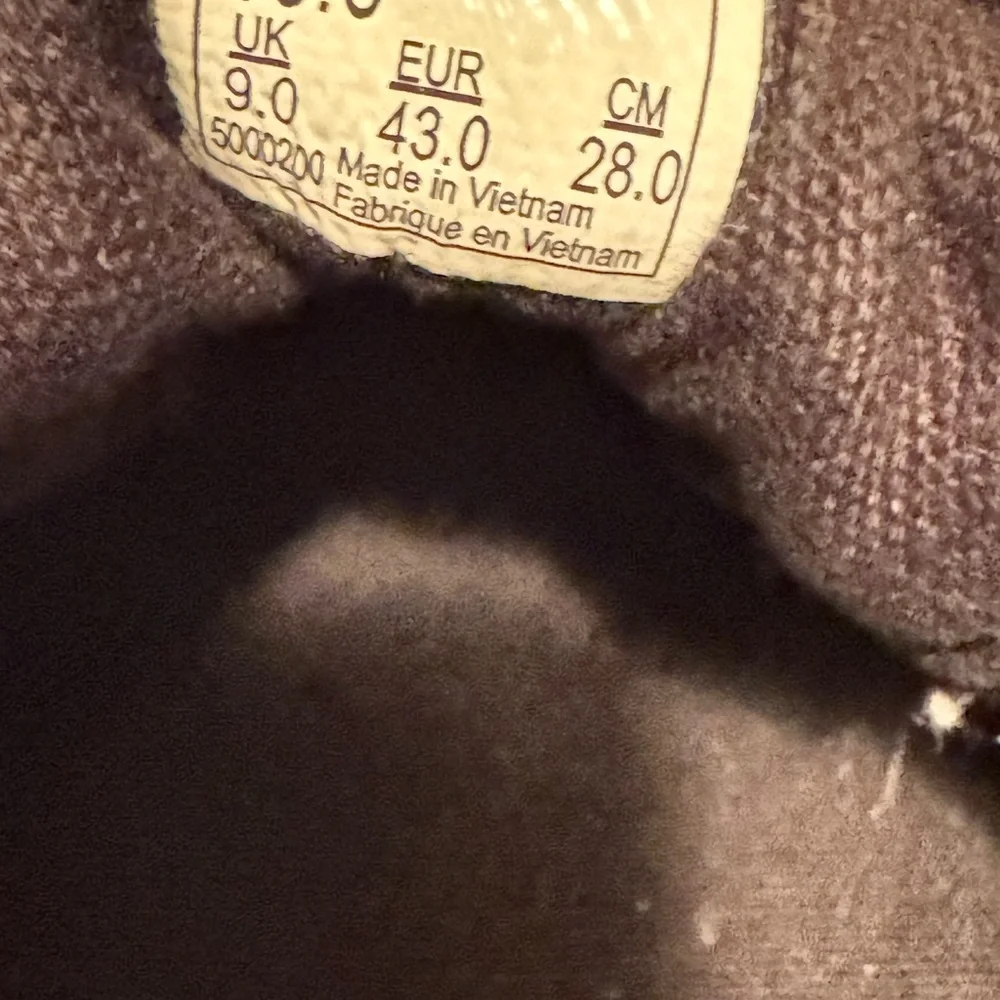 UK EUR CM
9.0 43.0 28.0
5000200 Made in Vietnam
Fabrique en Vietnam